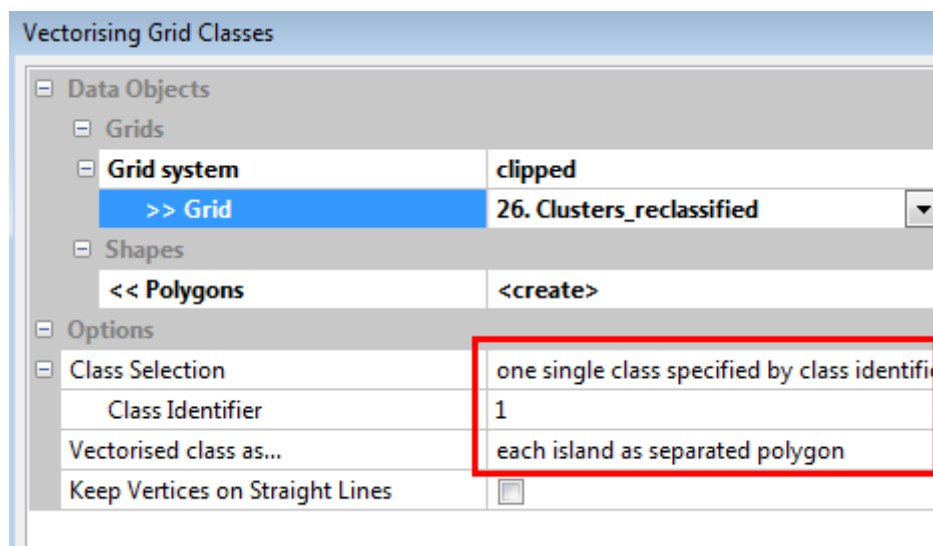 Vectorising Grid Classes
Data Objects
Grids
Grid system clipped
>> Grid 26. Clusters_reclassified
Shapes
<< Polygons <create>
Options
Class Selection one single class specified by class identifi
Class Identifier 1
Vectorised class as... each island as separated polygon
Keep Vertices on Straight Lines